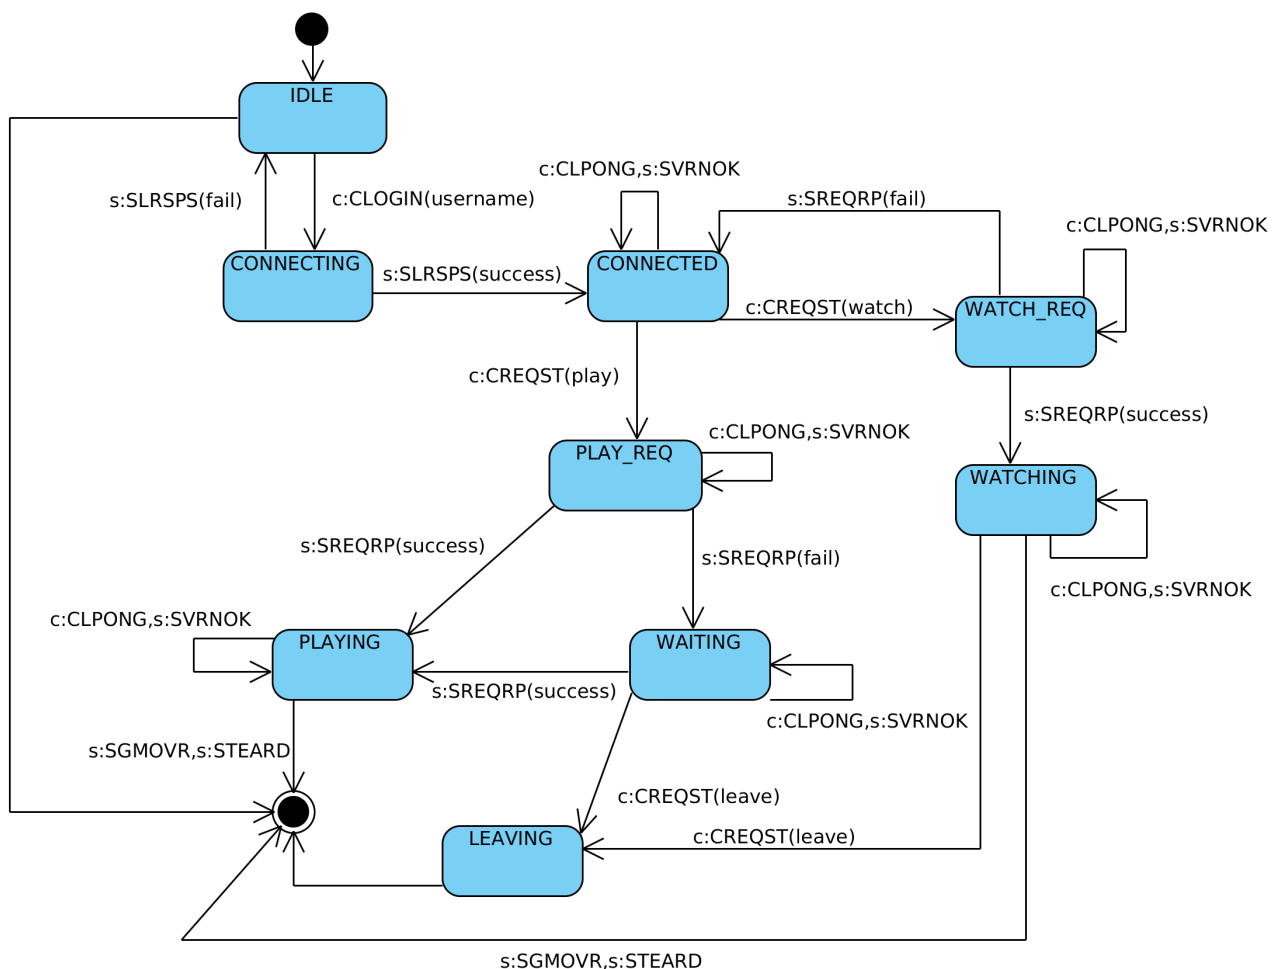 IDLE
s:SLRSPS(fail)
c:CLOGIN(username)
c:CLPONG,s:SVRNOK
s:SREQRP(fail)
c:CLPONG,s:SVRNOK
CONNECTING
s:SLRSPS(success)
CONNECTED
c:CREQST(watch)
WATCH_REQ
c:CREQST(play)
s:SREQRP(success)
c:CLPONG,s:SVRNOK
PLAY_REQ
WATCHING
s:SREQRP(success)
s:SREQRP(fail)
c:CLPONG,s:SVRNOK
c:CLPONG,s:SVRNOK
PLAYING
WAITING
s:SREQRP(success)
c:CLPONG,s:SVRNOK
s:SGMOVR,s:STEARD
c:CREQST(leave)
LEAVING
c:CREQST(leave)
s:SGMOVR,s:STEARD